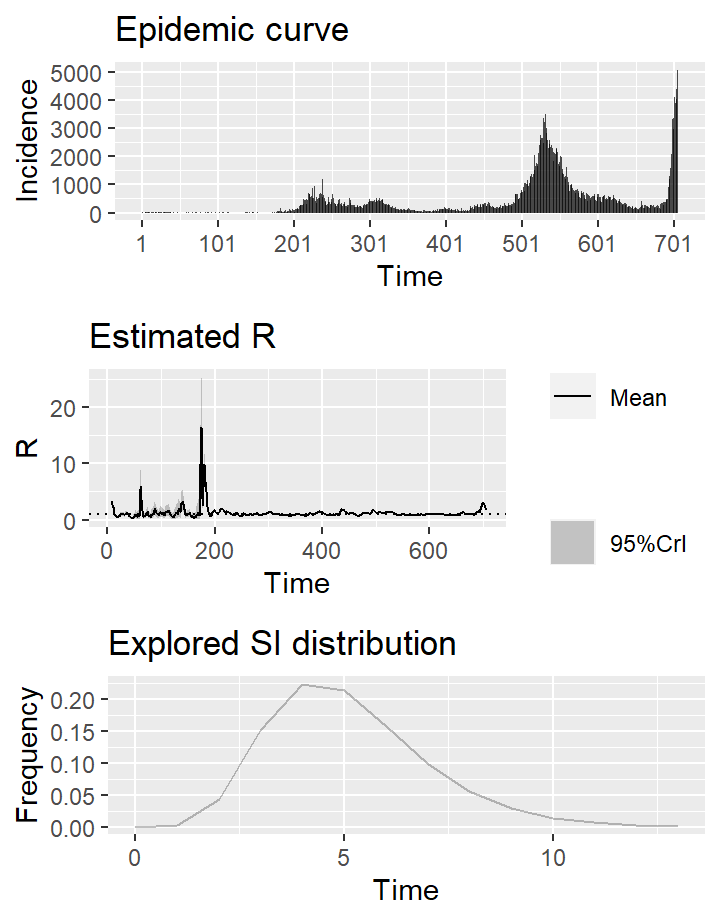 Epidemic curve
Incidence
5000
4000
3000
2000
1000
0
1 101 201 301 401 501 601 701
Time
Estimated R
R
20
10
0
0 200 400 600
Time
Mean
95%CrI
Explored SI distribution
Frequency
0.20
0.15
0.10
0.05
0.00
0 5 10
Time